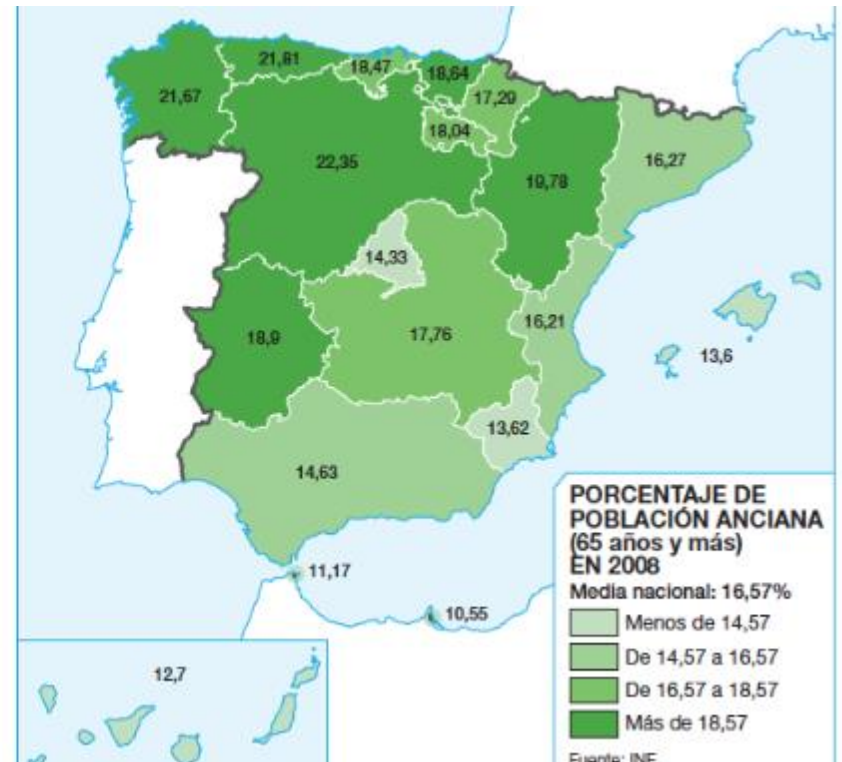 21,81
18,47
18,64
21,67
17,29
18,04
22,35
19,78
16,27
14,33
16,21
18,9
17,76
13,6
13,62
14,63
11,17
10,55
12,7
PORCENTAJE DE
POBLACIÓN ANCIANA
(65 años y más)
EN 2008
Media nacional: 16,57%
Menos de 14,57
De 14,57 a 16,57
De 16,57 a 18,57
Más de 18,57
Fuente: INE